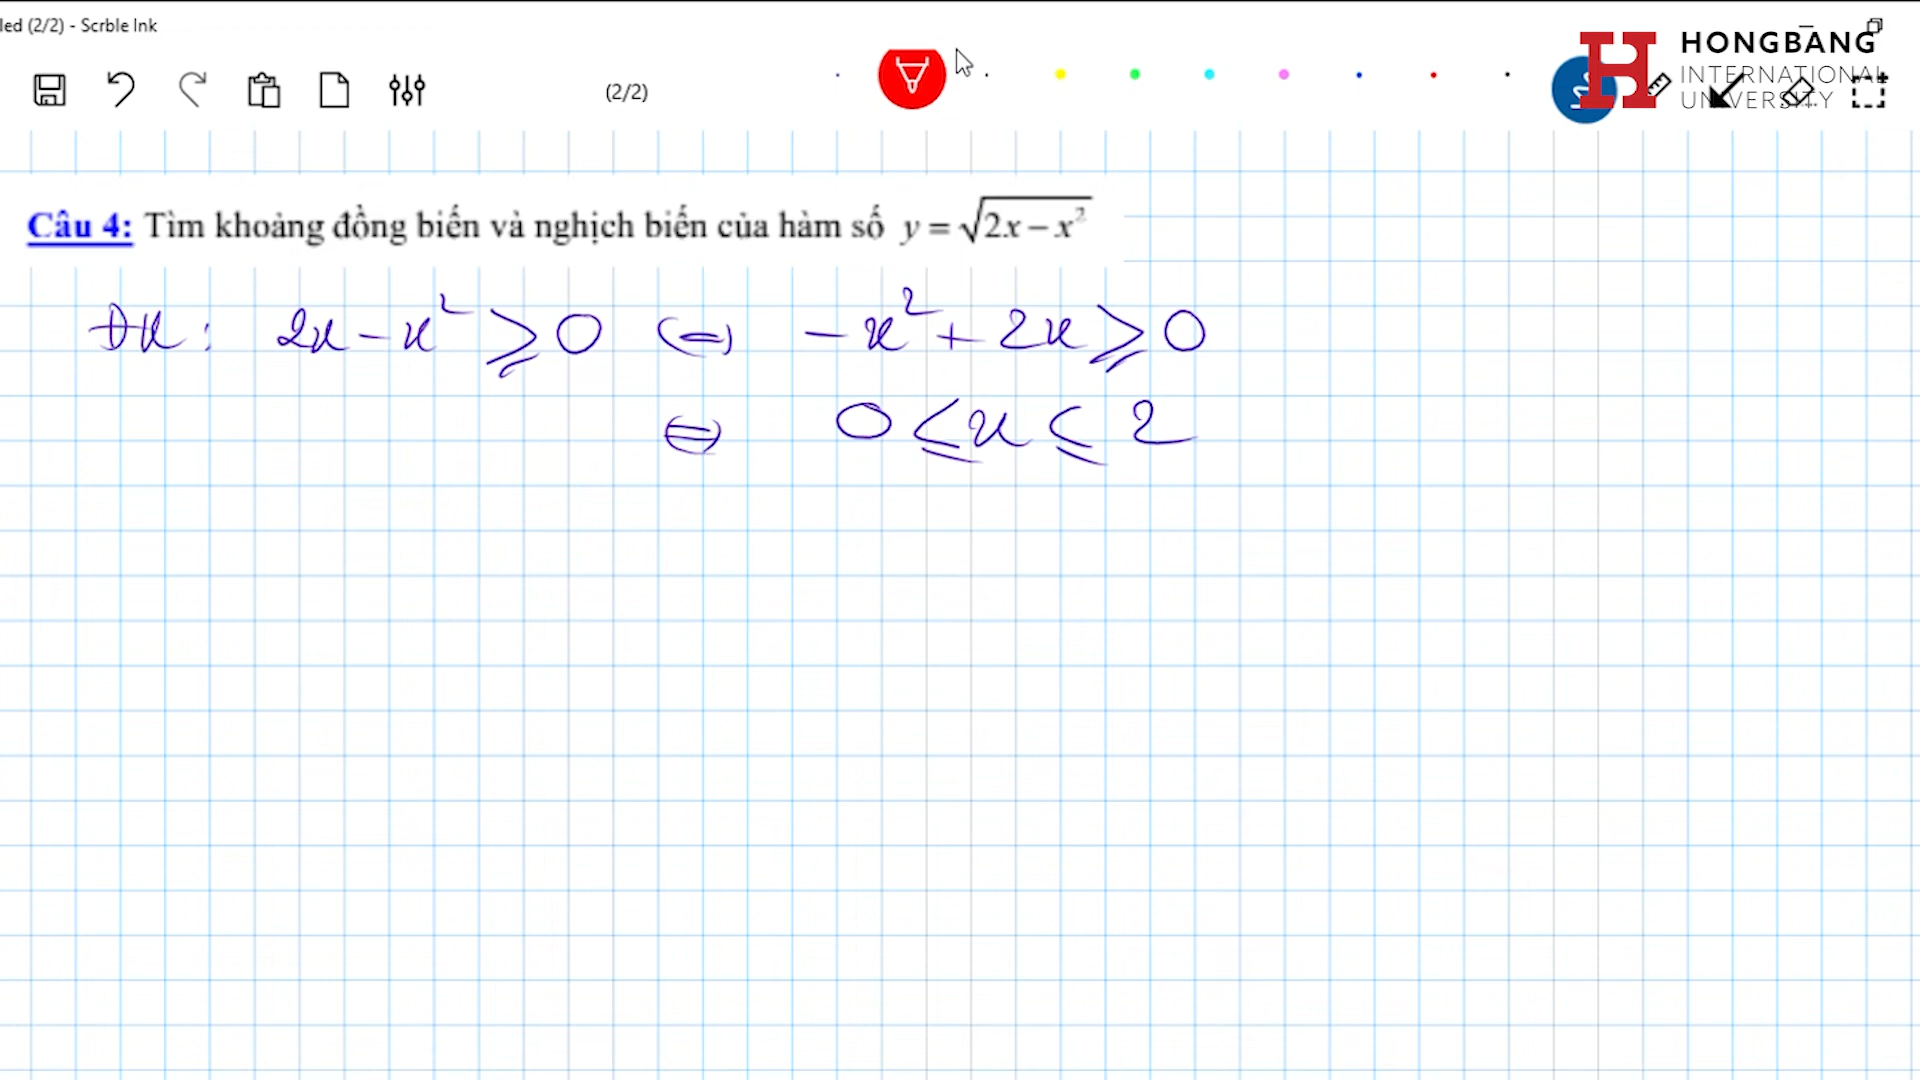 led (2/2) - Scrble Ink
(2/2)
HONGBANG
INTERNATIONAL
UNIVERSITY
Câu 4: Tìm khoảng đồng biến và nghịch biến của hàm số y = √(2x − x²)
ĐK: 2x − x² ⩾ 0 (=) − x² + 2x ⩾ 0
(=) 0 ≤ x ≤ 2